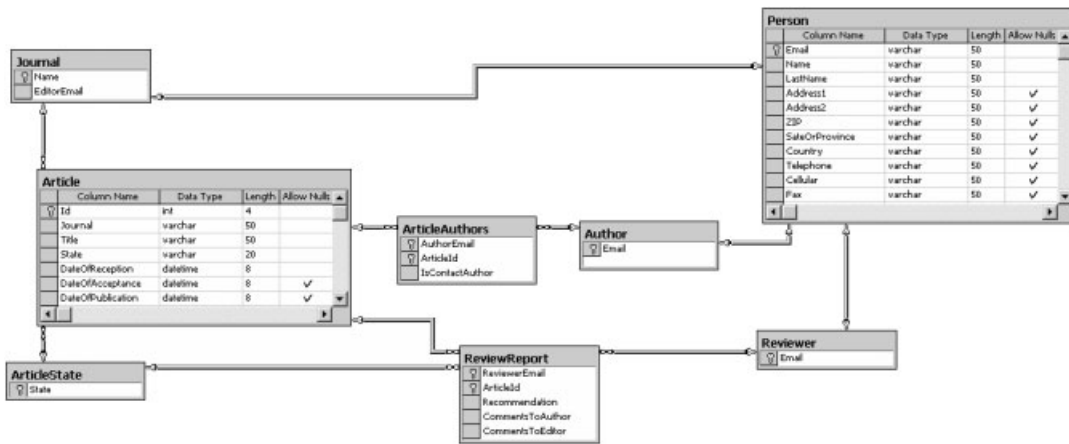 Person
Column Name Data Type Length Allow Nulls
Email varchar 50
Name varchar 50
LastName varchar 50
Address1 varchar 50
Address2 varchar 50
ZIP varchar 50
SateOrProvince varchar 50
Country varchar 50
Telephone varchar 50
Cellular varchar 50
Fax varchar 50
Journal
Name
EditorEmail
Article
Column Name Data Type Length Allow Nulls
Id int 4
Journal varchar 50
Title varchar 50
State varchar 20
DateOfReception datetime 8
DateOfAcceptance datetime 8
DateOfPublication datetime 8
ArticleAuthors
AuthorEmail
ArticleId
IsContactAuthor
Author
Email
Reviewer
Email
ReviewReport
ReviewerEmail
ArticleId
Recommendation
CommentsToAuthor
CommentsToEditor
ArticleState
State